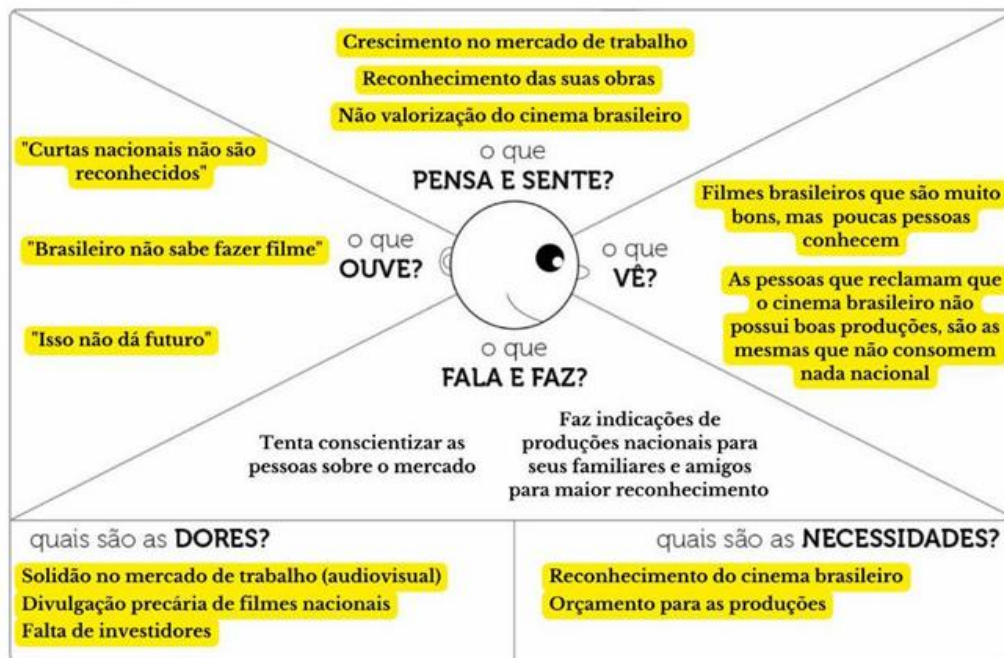 Crescimento no mercado de trabalho
Reconhecimento das suas obras
Não valorização do cinema brasileiro
o que
PENSA E SENTE?
"Curtas nacionais não são
reconhecidos"
"Brasileiro não sabe fazer filme"
"Isso não dá futuro"
o que
OUVE?
o que
VÊ?
Filmes brasileiros que são muito
bons, mas poucas pessoas
conhecem
As pessoas que reclamam que
o cinema brasileiro não
possui boas produções, são as
mesmas que não consomem
nada nacional
o que
FALA E FAZ?
Tenta conscientizar as
pessoas sobre o mercado
Faz indicações de
produções nacionais para
seus familiares e amigos
para maior reconhecimento
quais são as DORES?
Solidão no mercado de trabalho (audiovisual)
Divulgação precária de filmes nacionais
Falta de investidores
quais são as NECESSIDADES?
Reconhecimento do cinema brasileiro
Orçamento para as produções